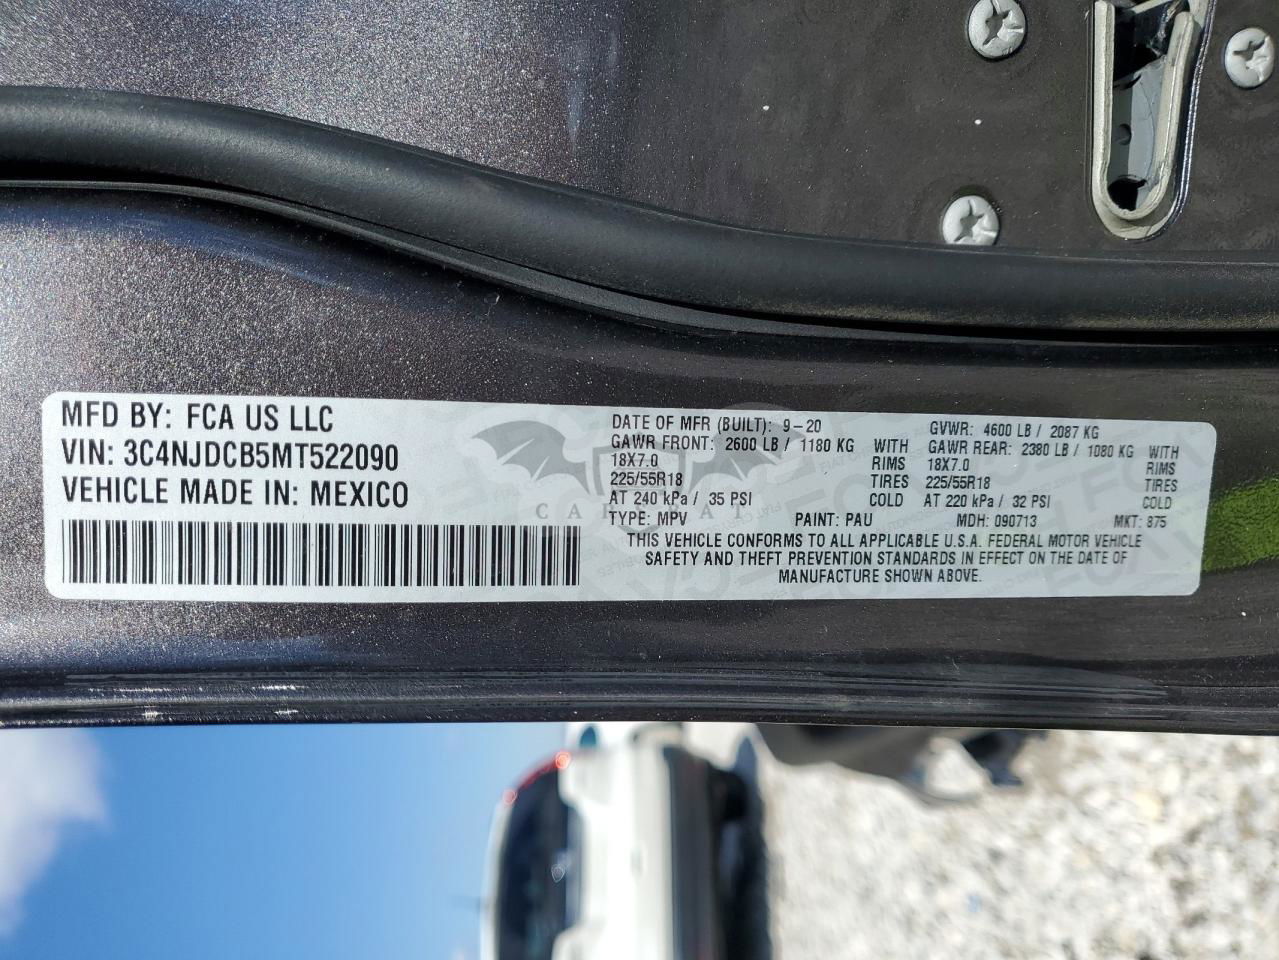 MFD BY: FCA US LLC
VIN: 3C4NJDCB5MT522090
VEHICLE MADE IN: MEXICO
DATE OF MFR (BUILT): 9-20
GAWR FRONT: 2600 LB / 1180 KG WITH
18X7.0 RIMS
225/55R18 TIRES
AT 240 kPa / 35 PSI COLD
TYPE: MPV PAINT: PAU
GVWR: 4600 LB / 2087 KG
GAWR REAR: 2380 LB / 1080 KG WITH
18X7.0 RIMS
225/55R18 TIRES
AT 220 kPa / 32 PSI COLD
MDH: 090713 MKT: 875
THIS VEHICLE CONFORMS TO ALL APPLICABLE U.S.A. FEDERAL MOTOR VEHICLE
SAFETY AND THEFT PREVENTION STANDARDS IN EFFECT ON THE DATE OF
MANUFACTURE SHOWN ABOVE.